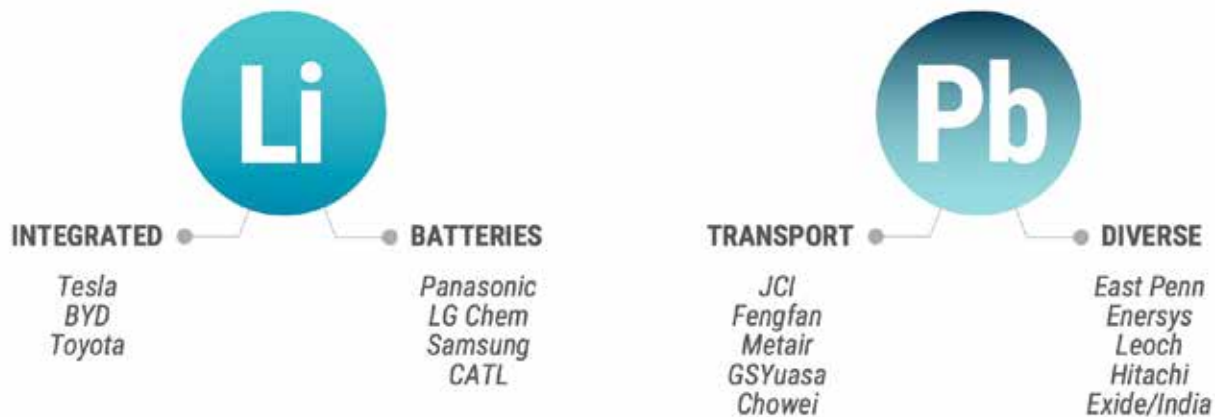 Li
INTEGRATED
Tesla
BYD
Toyota
BATTERIES
Panasonic
LG Chem
Samsung
CATL
Pb
TRANSPORT
JCI
Fengfan
Metair
GSYuasa
Chowei
DIVERSE
East Penn
Enersys
Leoch
Hitachi
Exide/India